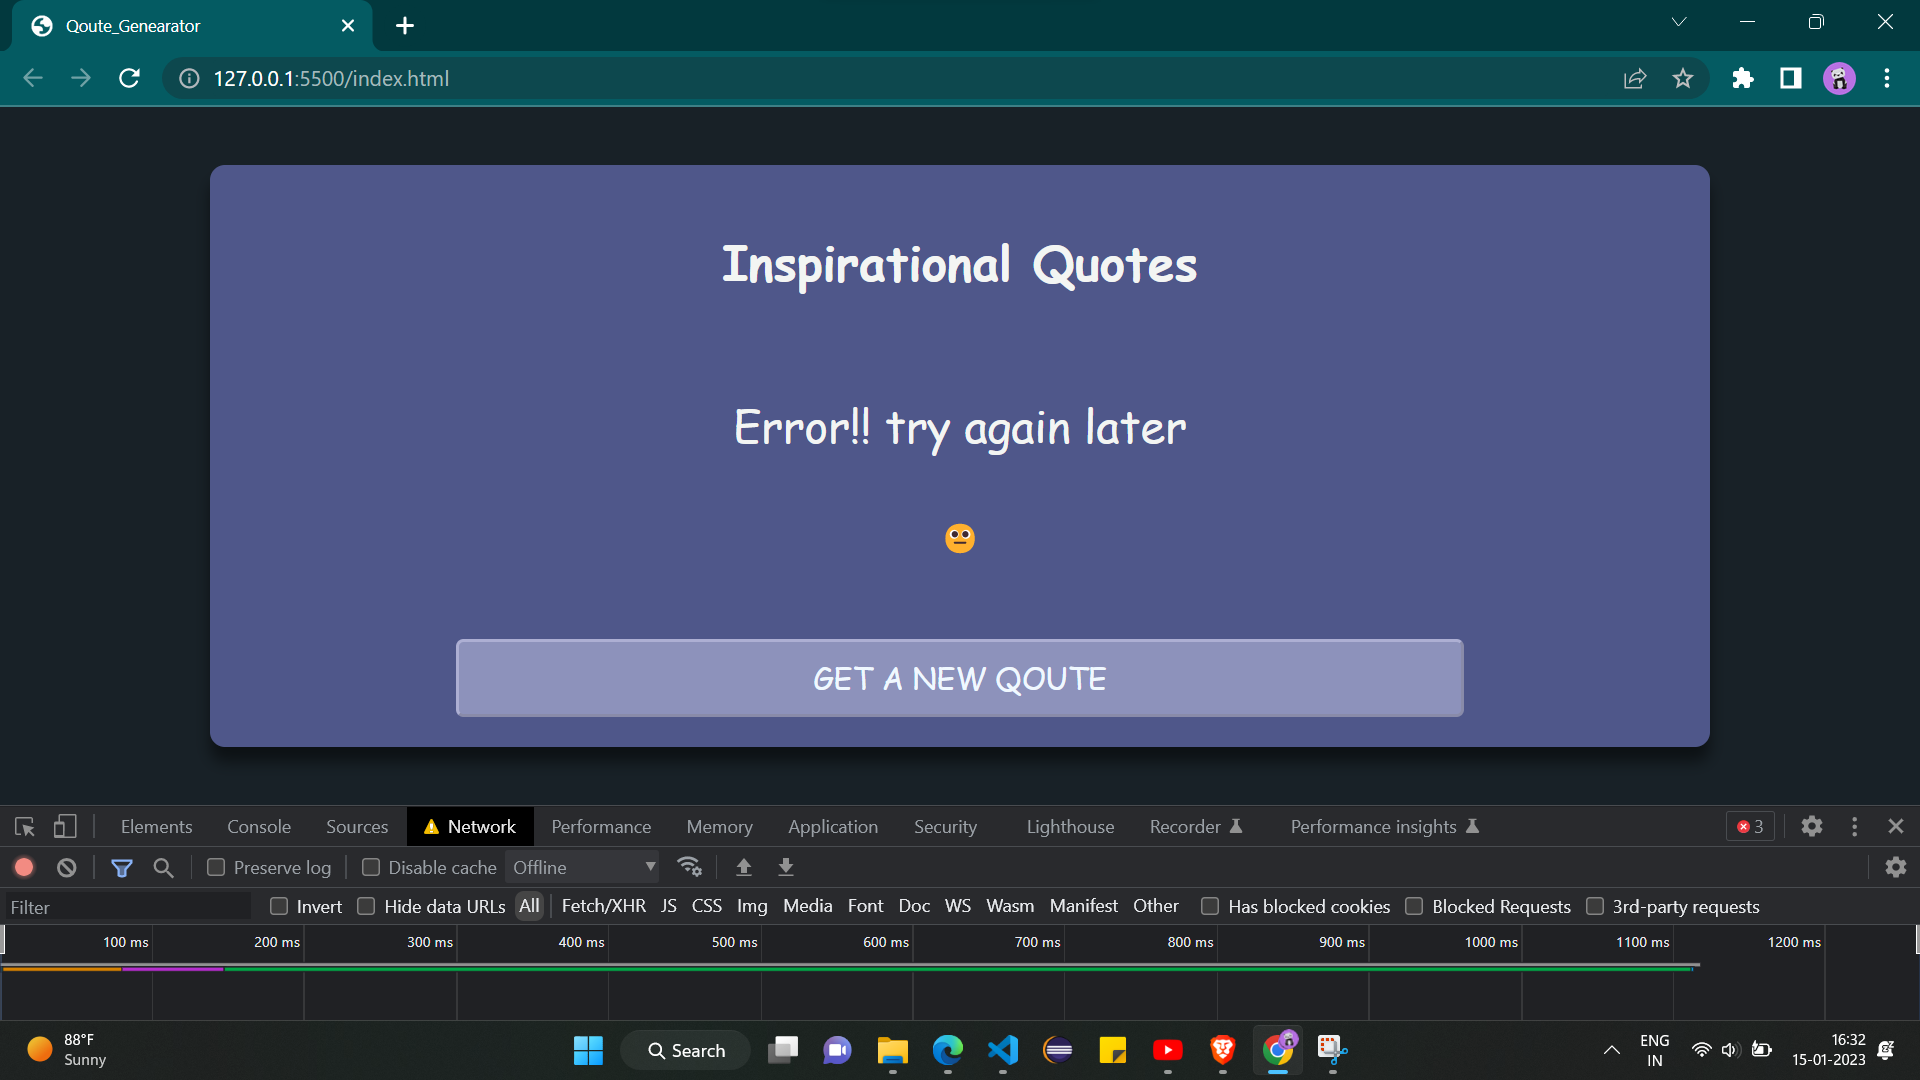 Qoute_Genearator
127.0.0.1:5500/index.html
Inspirational Quotes
Error!! try again later
GET A NEW QOUTE
Elements Console Sources Network Performance Memory Application Security Lighthouse Recorder Performance insights 3
Preserve log Disable cache Offline
Filter Invert Hide data URLs All Fetch/XHR JS CSS Img Media Font Doc WS Wasm Manifest Other Has blocked cookies Blocked Requests 3rd-party requests
100 ms 200 ms 300 ms 400 ms 500 ms 600 ms 700 ms 800 ms 900 ms 1000 ms 1100 ms 1200 ms
88°F
Sunny
Search
ENG
IN
16:32
15-01-2023